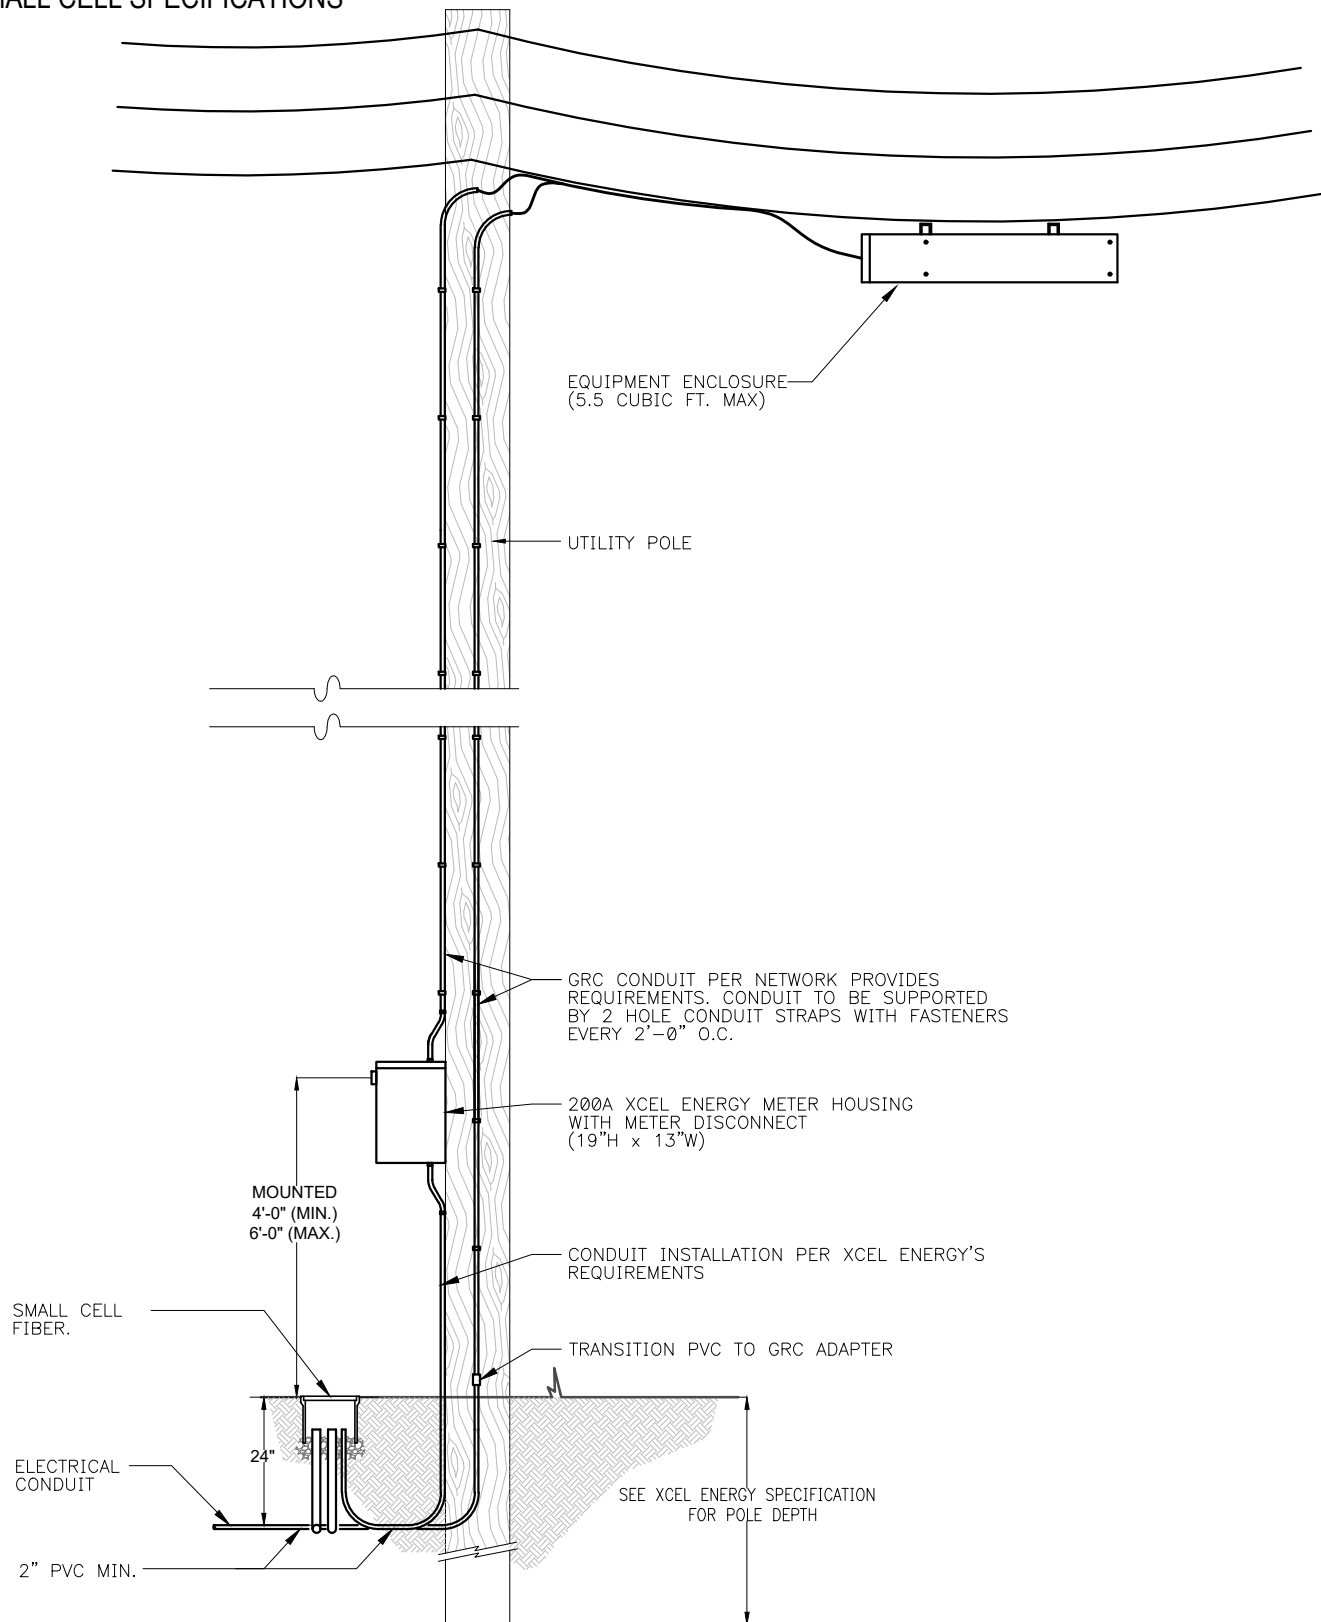 ALL CELL SPECIFICATIONS
EQUIPMENT ENCLOSURE
(5.5 CUBIC FT. MAX)
UTILITY POLE
GRC CONDUIT PER NETWORK PROVIDES
REQUIREMENTS. CONDUIT TO BE SUPPORTED
BY 2 HOLE CONDUIT STRAPS WITH FASTENERS
EVERY 2'-0" O.C.
200A XCEL ENERGY METER HOUSING
WITH METER DISCONNECT
(19"H x 13"W)
MOUNTED
4'-0" (MIN.)
6'-0" (MAX.)
CONDUIT INSTALLATION PER XCEL ENERGY'S
REQUIREMENTS
SMALL CELL
FIBER.
TRANSITION PVC TO GRC ADAPTER
24"
ELECTRICAL
CONDUIT
SEE XCEL ENERGY SPECIFICATION
FOR POLE DEPTH
2" PVC MIN.